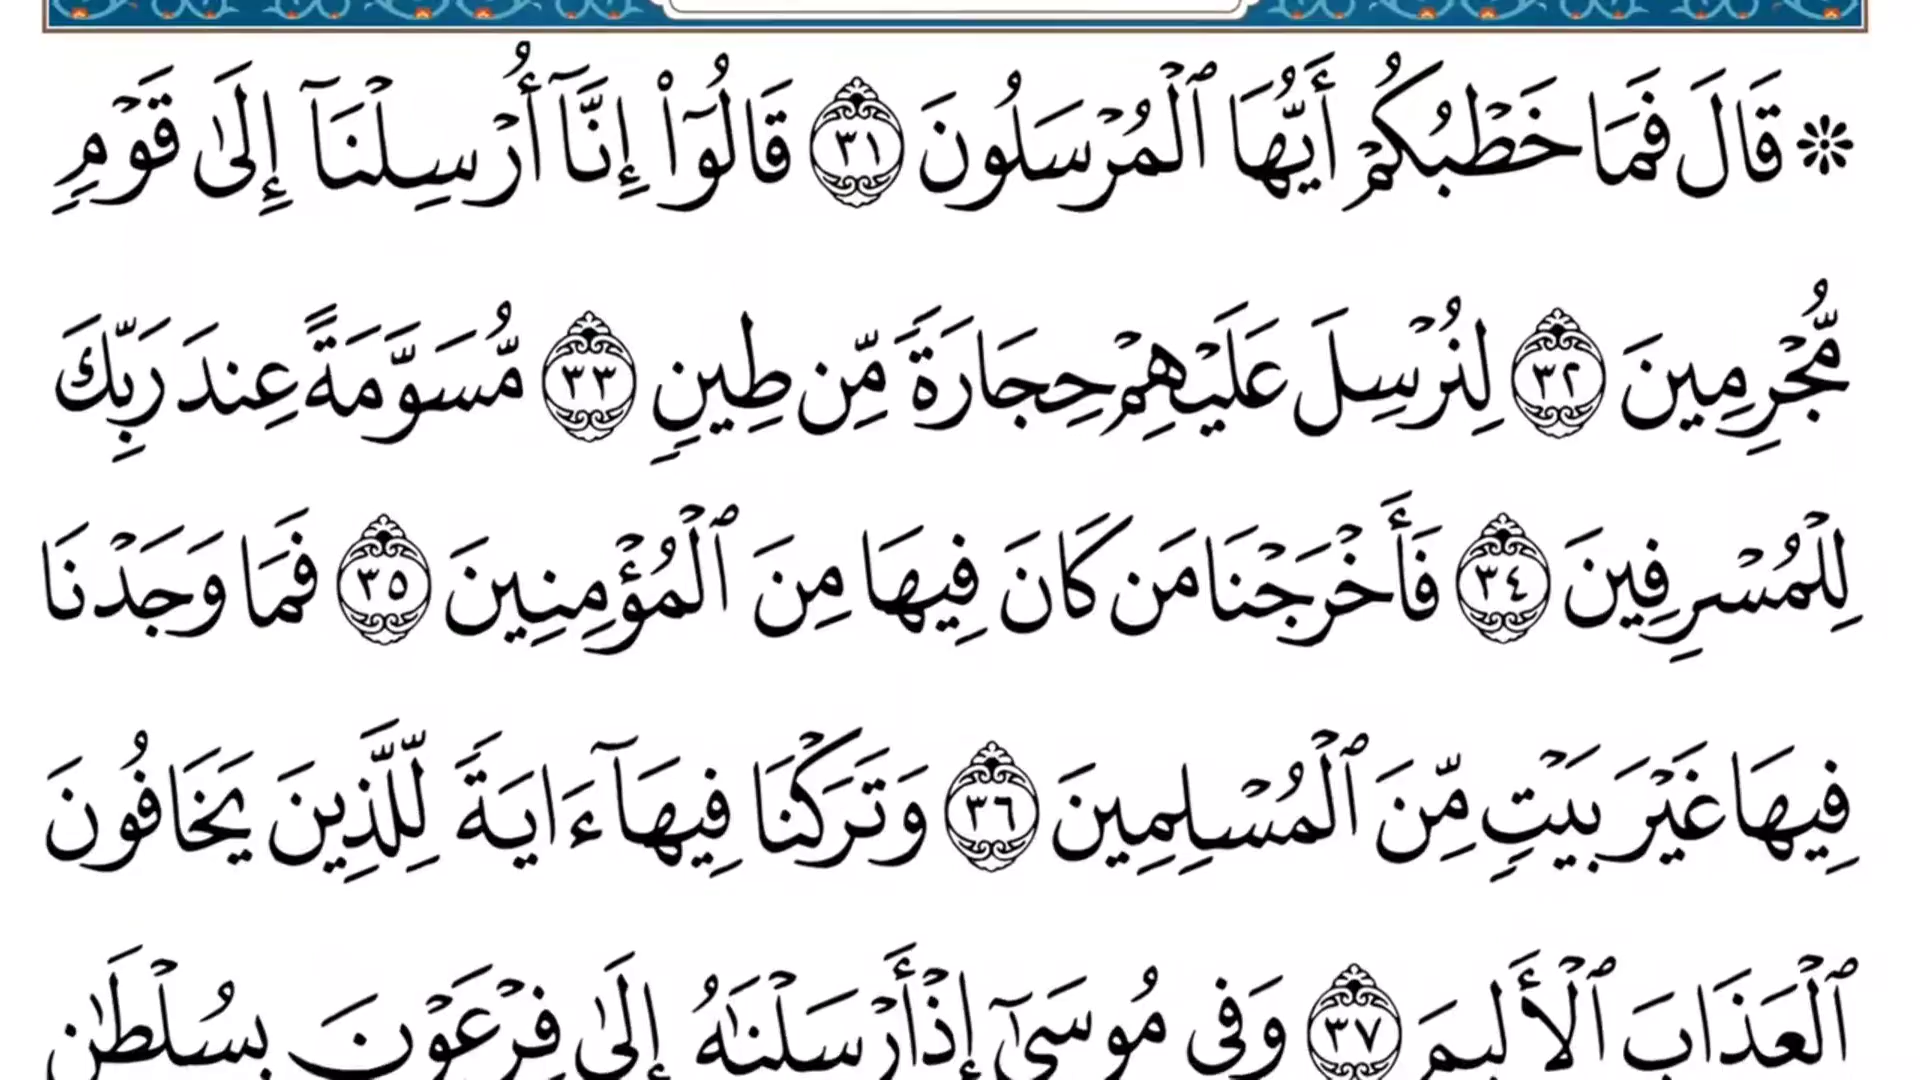 ۞ قَالَ فَمَا خَطْبُكُمْ أَيُّهَا ٱلْمُرْسَلُونَ ٣١ قَالُوٓا۟ إِنَّآ أُرْسِلْنَآ إِلَىٰ قَوْمٍ
مُّجْرِمِينَ ٣٢ لِنُرْسِلَ عَلَيْهِمْ حِجَارَةً مِّن طِينٍ ٣٣ مُّسَوَّمَةً عِندَ رَبِّكَ
لِلْمُسْرِفِينَ ٣٤ فَأَخْرَجْنَا مَن كَانَ فِيهَا مِنَ ٱلْمُؤْمِنِينَ ٣٥ فَمَا وَجَدْنَا
فِيهَا غَيْرَ بَيْتٍ مِّنَ ٱلْمُسْلِمِينَ ٣٦ وَتَرَكْنَا فِيهَآ ءَايَةً لِّلَّذِينَ يَخَافُونَ
ٱلْعَذَابَ ٱلْأَلِيمَ ٣٧ وَفِى مُوسَىٰٓ إِذْ أَرْسَلْنَـٰهُ إِلَىٰ فِرْعَوْنَ بِسُلْطَـٰنٍ